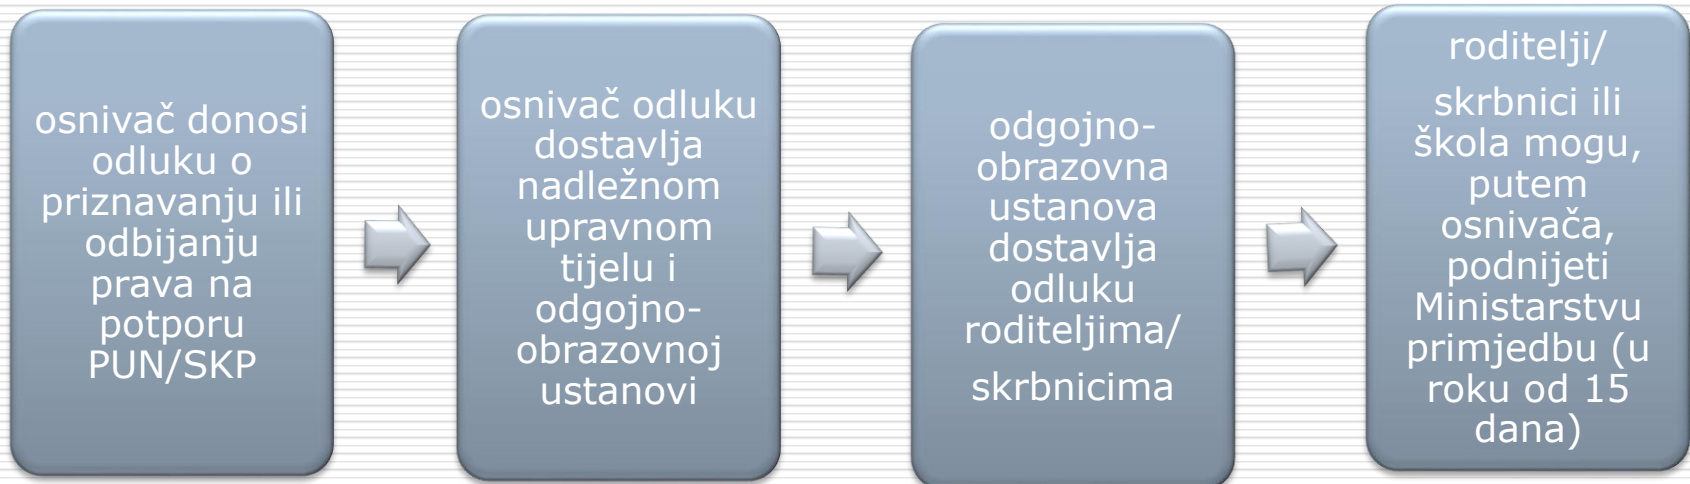 osnivač donosi
odluku o
priznavanju ili
odbijanju
prava na
potporu
PUN/SKP
osnivač odluku
dostavlja
nadležnom
upravnom
tijelu i
odgojno-
obrazovnoj
ustanovi
odgojno-
obrazovna
ustanova
dostavlja
odluku
roditeljima/
skrbnicima
roditelji/
skrbnici ili
škola mogu,
putem
osnivača,
podnijeti
Ministarstvu
primjedbu (u
roku od 15
dana)